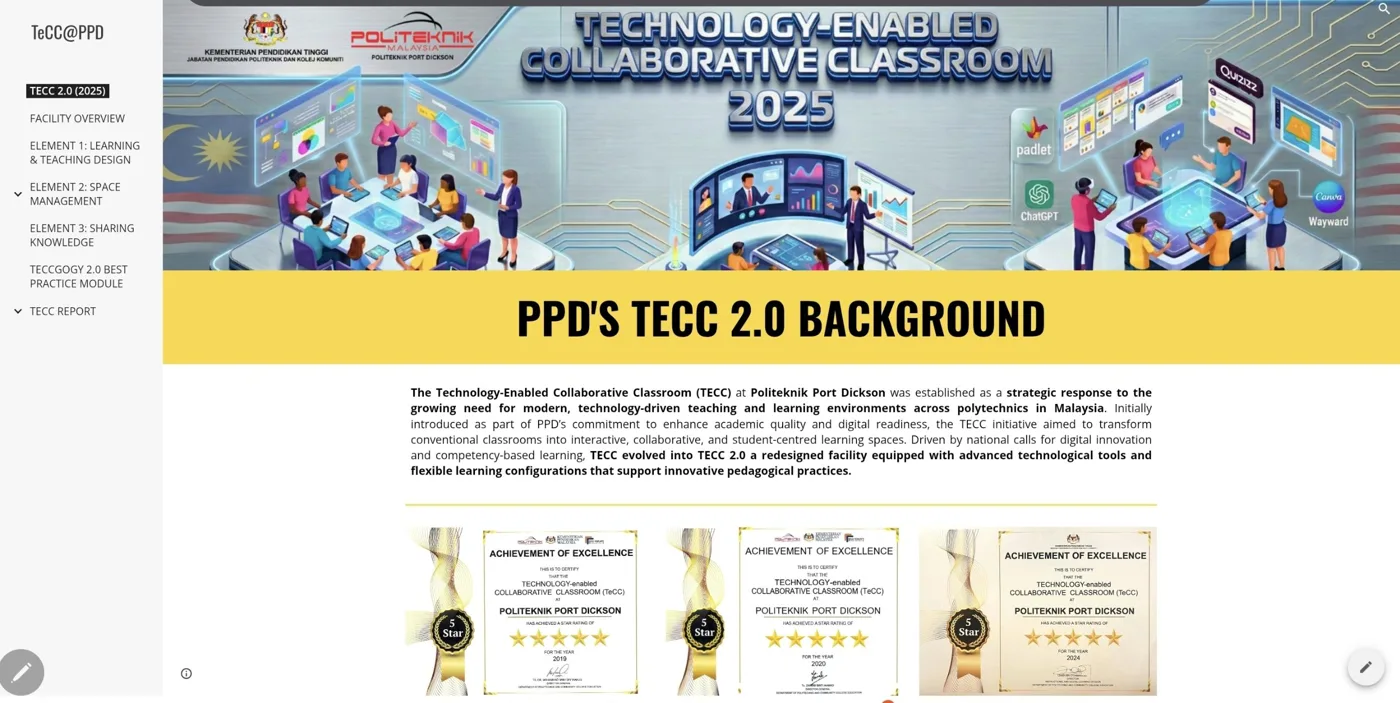 TeCC@PPD
TECC 2.0 (2025)
FACILITY OVERVIEW
ELEMENT 1: LEARNING
& TEACHING DESIGN
ELEMENT 2: SPACE
MANAGEMENT
ELEMENT 3: SHARING
KNOWLEDGE
TECCGOGY 2.0 BEST
PRACTICE MODULE
TECC REPORT
KEMENTERIAN PENDIDIKAN TINGGI
JABATAN PENDIDIKAN POLITEKNIK DAN KOLEJ KOMUNITI
POLITEKNIK
MALAYSIA
POLITEKNIK PORT DICKSON
TECHNOLOGY-ENABLED
COLLABORATIVE CLASSROOM
2025
Quizizz
padlet
ChatGPT
Canva
Wayward
PPD'S TECC 2.0 BACKGROUND
The Technology-Enabled Collaborative Classroom (TECC) at Politeknik Port Dickson was established as a strategic response to the
growing need for modern, technology-driven teaching and learning environments across polytechnics in Malaysia. Initially
introduced as part of PPD's commitment to enhance academic quality and digital readiness, the TECC initiative aimed to transform
conventional classrooms into interactive, collaborative, and student-centred learning spaces. Driven by national calls for digital innovation
and competency-based learning, TECC evolved into TECC 2.0 a redesigned facility equipped with advanced technological tools and
flexible learning configurations that support innovative pedagogical practices.
5
Star
ACHIEVEMENT OF EXCELLENCE
THIS IS TO CERTIFY
THAT THE
TECHNOLOGY-enabled
COLLABORATIVE CLASSROOM (TeCC)
AT
POLITEKNIK PORT DICKSON
HAS ACHIEVED A STAR RATING OF
FOR THE YEAR
2019
5
Star
ACHIEVEMENT OF EXCELLENCE
THIS IS TO CERTIFY
THAT THE
TECHNOLOGY-enabled
COLLABORATIVE CLASSROOM (TeCC)
AT
POLITEKNIK PORT DICKSON
HAS ACHIEVED A STAR RATING OF
FOR THE YEAR
2020
5
Star
ACHIEVEMENT OF EXCELLENCE
THIS IS TO CERTIFY
THAT THE
TECHNOLOGY-enabled
COLLABORATIVE CLASSROOM (TeCC)
AT
POLITEKNIK PORT DICKSON
HAS ACHIEVED A STAR RATING OF
FOR THE YEAR
2024